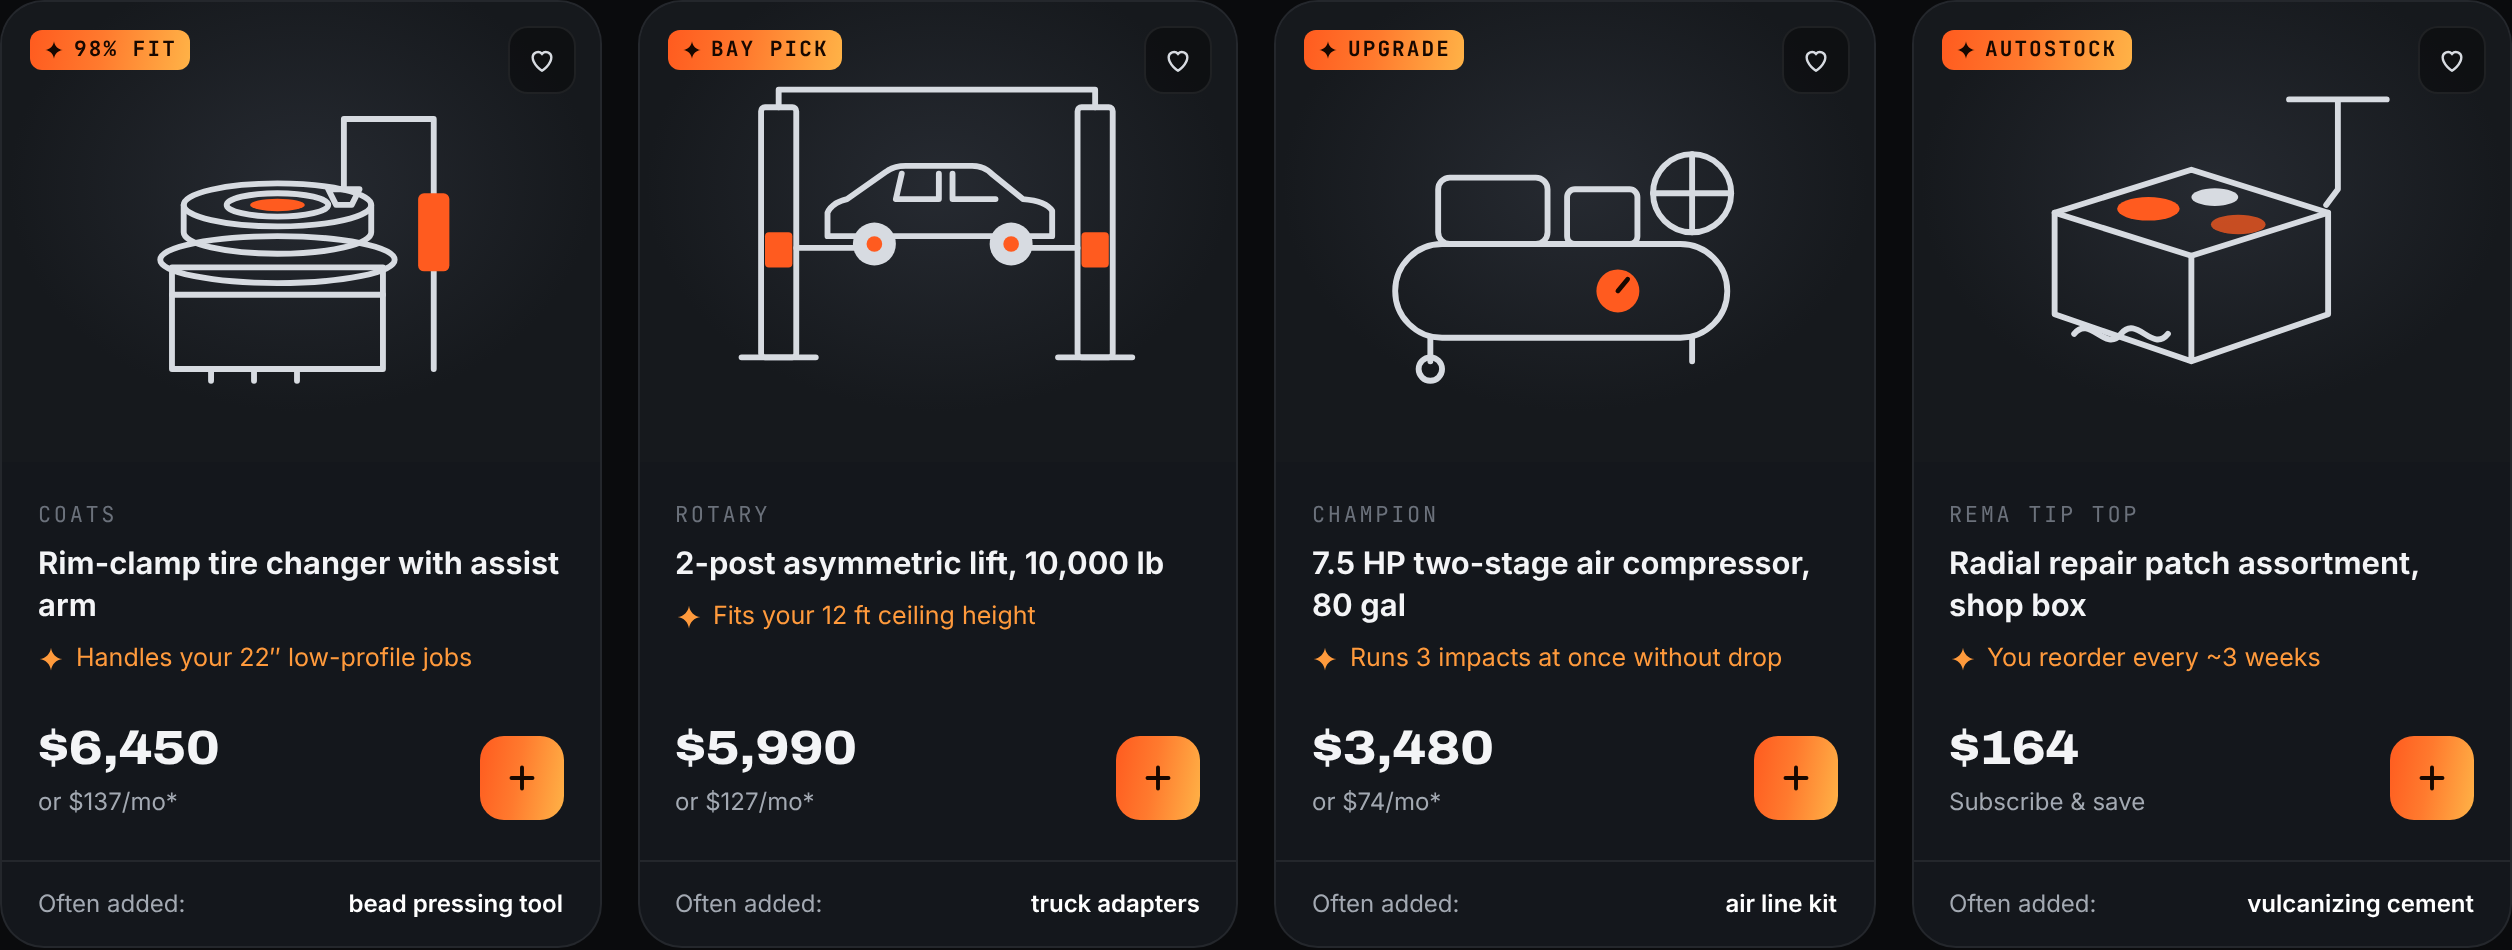 ✦ 98% FIT
COATS
Rim-clamp tire changer with assist
arm
✦ Handles your 22″ low-profile jobs
$6,450
or $137/mo*
+
Often added: bead pressing tool
✦ BAY PICK
ROTARY
2-post asymmetric lift, 10,000 lb
✦ Fits your 12 ft ceiling height
$5,990
or $127/mo*
+
Often added: truck adapters
✦ UPGRADE
CHAMPION
7.5 HP two-stage air compressor,
80 gal
✦ Runs 3 impacts at once without drop
$3,480
or $74/mo*
+
Often added: air line kit
✦ AUTOSTOCK
REMA TIP TOP
Radial repair patch assortment,
shop box
✦ You reorder every ~3 weeks
$164
Subscribe & save
+
Often added: vulcanizing cement